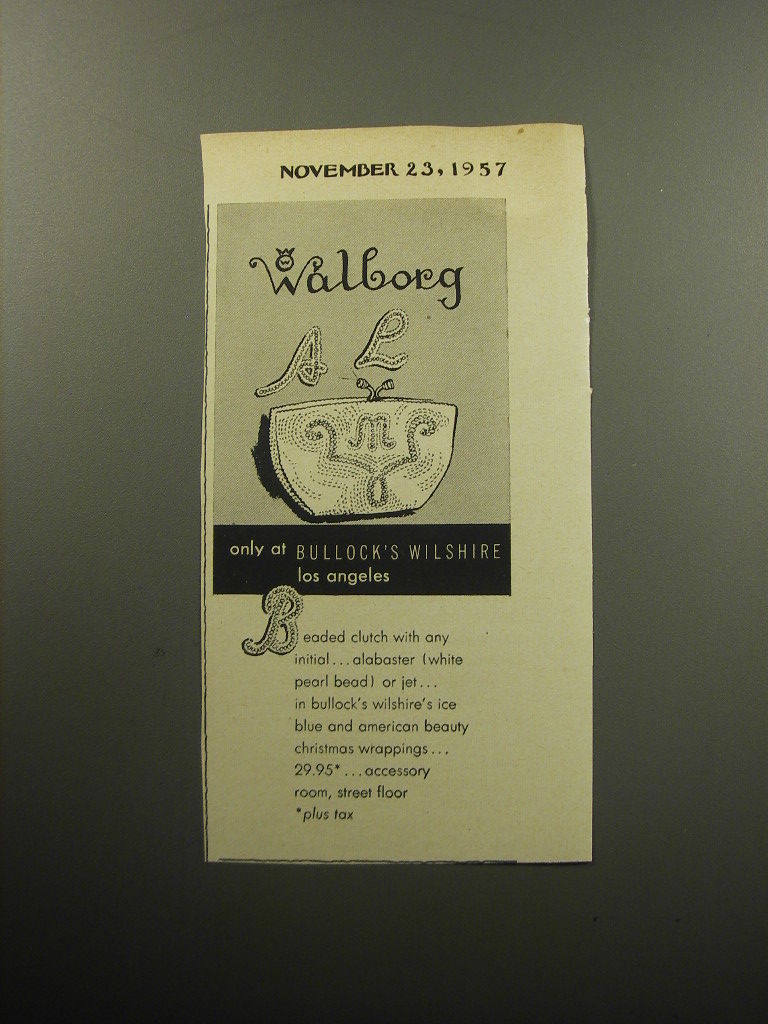 NOVEMBER 23, 1957
W
Walborg
A L
M
only at BULLOCK'S WILSHIRE
los angeles
Beaded clutch with any
initial...alabaster (white
pearl bead) or jet...
in bullock's wilshire's ice
blue and american beauty
christmas wrappings...
29.95*...accessory
room, street floor
*plus tax